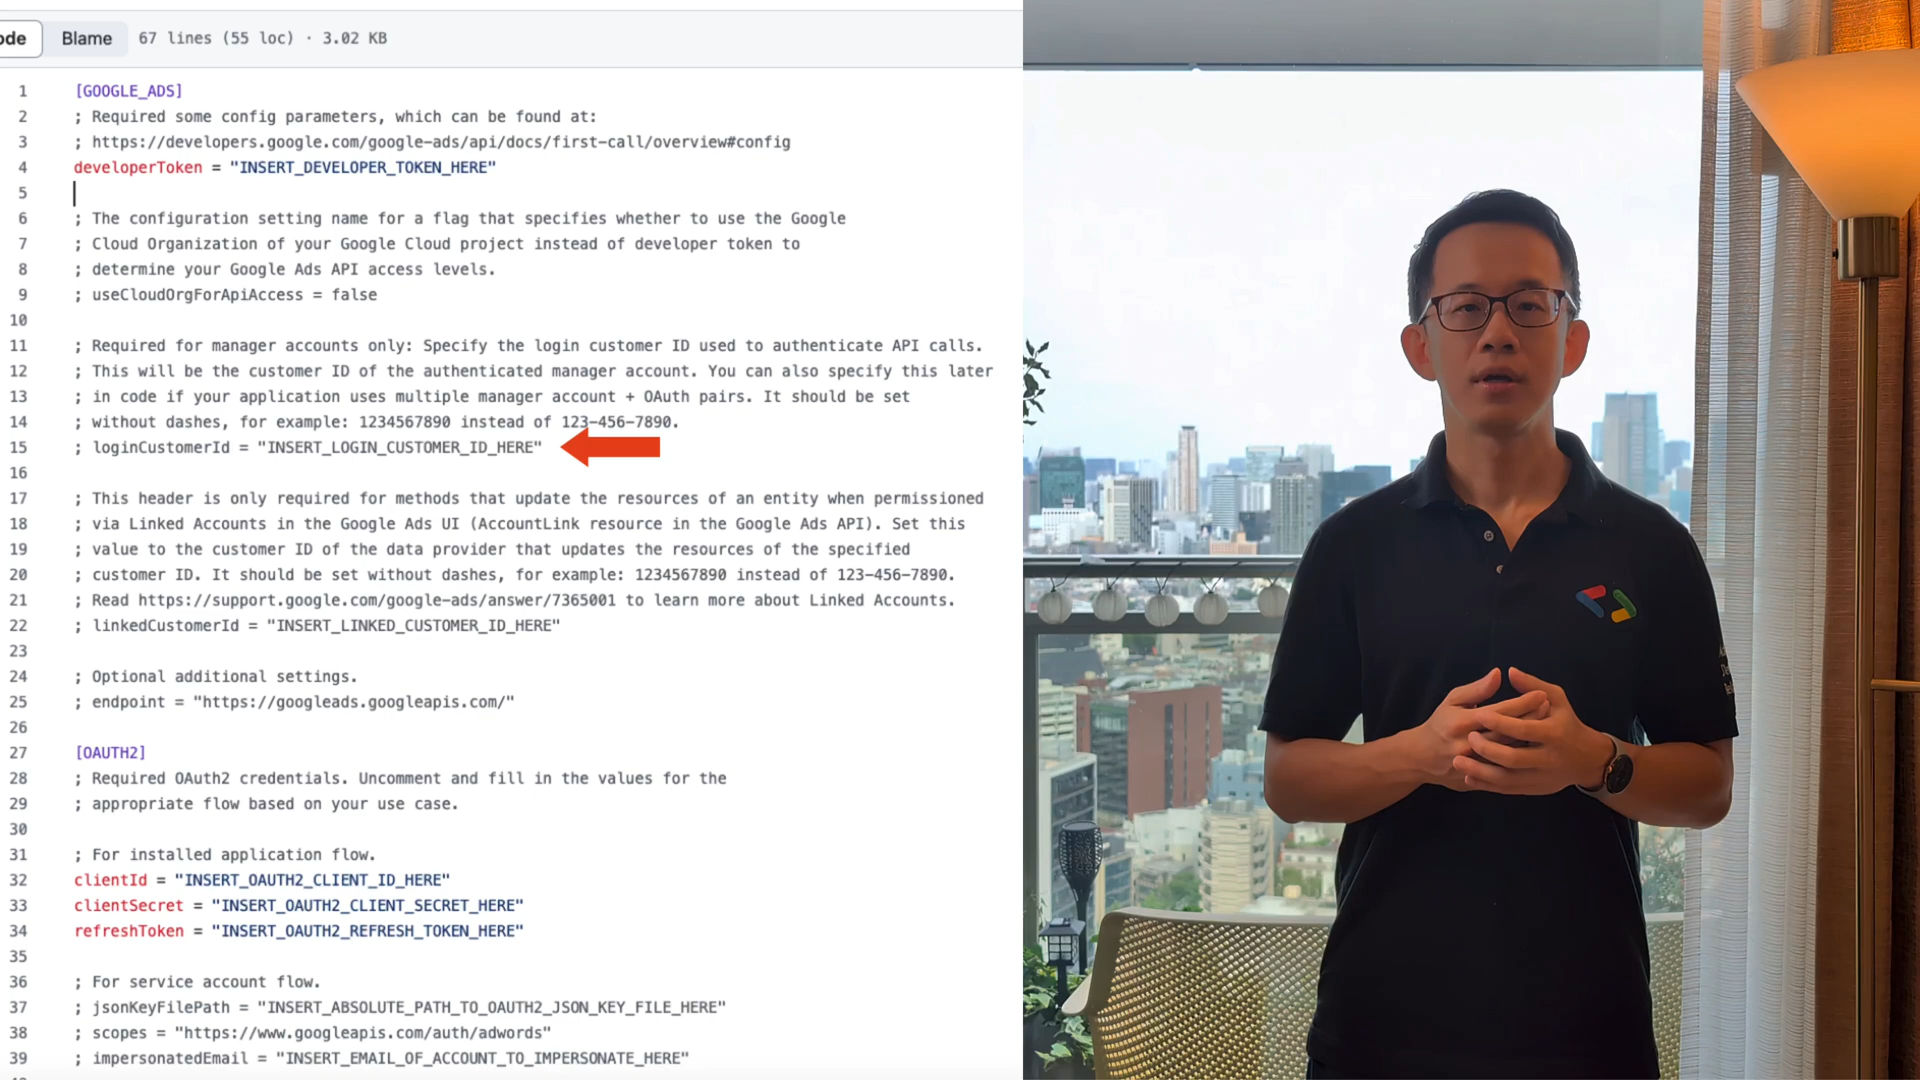 ode Blame 67 lines (55 loc) · 3.02 KB
1 [GOOGLE_ADS]
2 ; Required some config parameters, which can be found at:
3 ; https://developers.google.com/google-ads/api/docs/first-call/overview#config
4 developerToken = "INSERT_DEVELOPER_TOKEN_HERE"
5
6 ; The configuration setting name for a flag that specifies whether to use the Google
7 ; Cloud Organization of your Google Cloud project instead of developer token to
8 ; determine your Google Ads API access levels.
9 ; useCloudOrgForApiAccess = false
10
11 ; Required for manager accounts only: Specify the login customer ID used to authenticate API calls.
12 ; This will be the customer ID of the authenticated manager account. You can also specify this later
13 ; in code if your application uses multiple manager account + OAuth pairs. It should be set
14 ; without dashes, for example: 1234567890 instead of 123-456-7890.
15 ; loginCustomerId = "INSERT_LOGIN_CUSTOMER_ID_HERE"
16
17 ; This header is only required for methods that update the resources of an entity when permissioned
18 ; via Linked Accounts in the Google Ads UI (AccountLink resource in the Google Ads API). Set this
19 ; value to the customer ID of the data provider that updates the resources of the specified
20 ; customer ID. It should be set without dashes, for example: 1234567890 instead of 123-456-7890.
21 ; Read https://support.google.com/google-ads/answer/7365001 to learn more about Linked Accounts.
22 ; linkedCustomerId = "INSERT_LINKED_CUSTOMER_ID_HERE"
23
24 ; Optional additional settings.
25 ; endpoint = "https://googleads.googleapis.com/"
26
27 [OAUTH2]
28 ; Required OAuth2 credentials. Uncomment and fill in the values for the
29 ; appropriate flow based on your use case.
30
31 ; For installed application flow.
32 clientId = "INSERT_OAUTH2_CLIENT_ID_HERE"
33 clientSecret = "INSERT_OAUTH2_CLIENT_SECRET_HERE"
34 refreshToken = "INSERT_OAUTH2_REFRESH_TOKEN_HERE"
35
36 ; For service account flow.
37 ; jsonKeyFilePath = "INSERT_ABSOLUTE_PATH_TO_OAUTH2_JSON_KEY_FILE_HERE"
38 ; scopes = "https://www.googleapis.com/auth/adwords"
39 ; impersonatedEmail = "INSERT_EMAIL_OF_ACCOUNT_TO_IMPERSONATE_HERE"